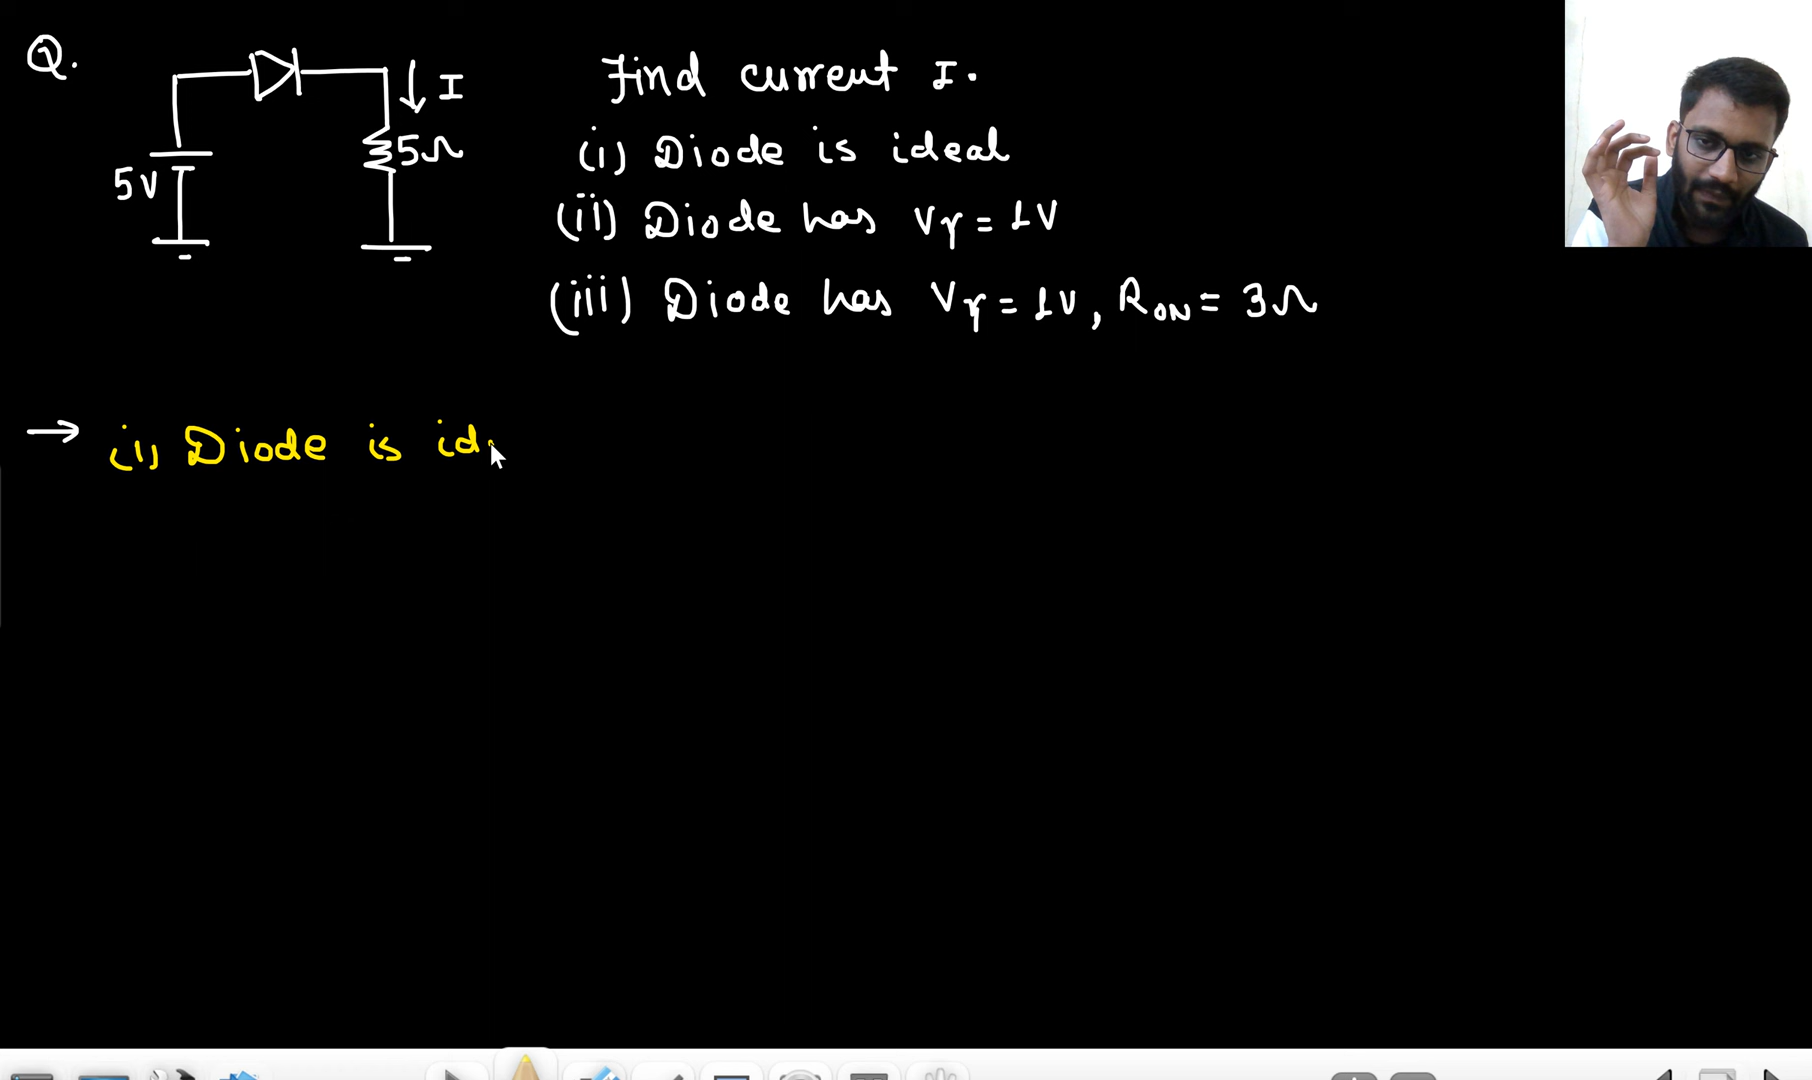 Q.
I
5Ω
5V
Find current I.
(i) Diode is ideal
(ii) Diode has Vγ = 1V
(iii) Diode has Vγ = 1V, RON = 3Ω
→ (i) Diode is id